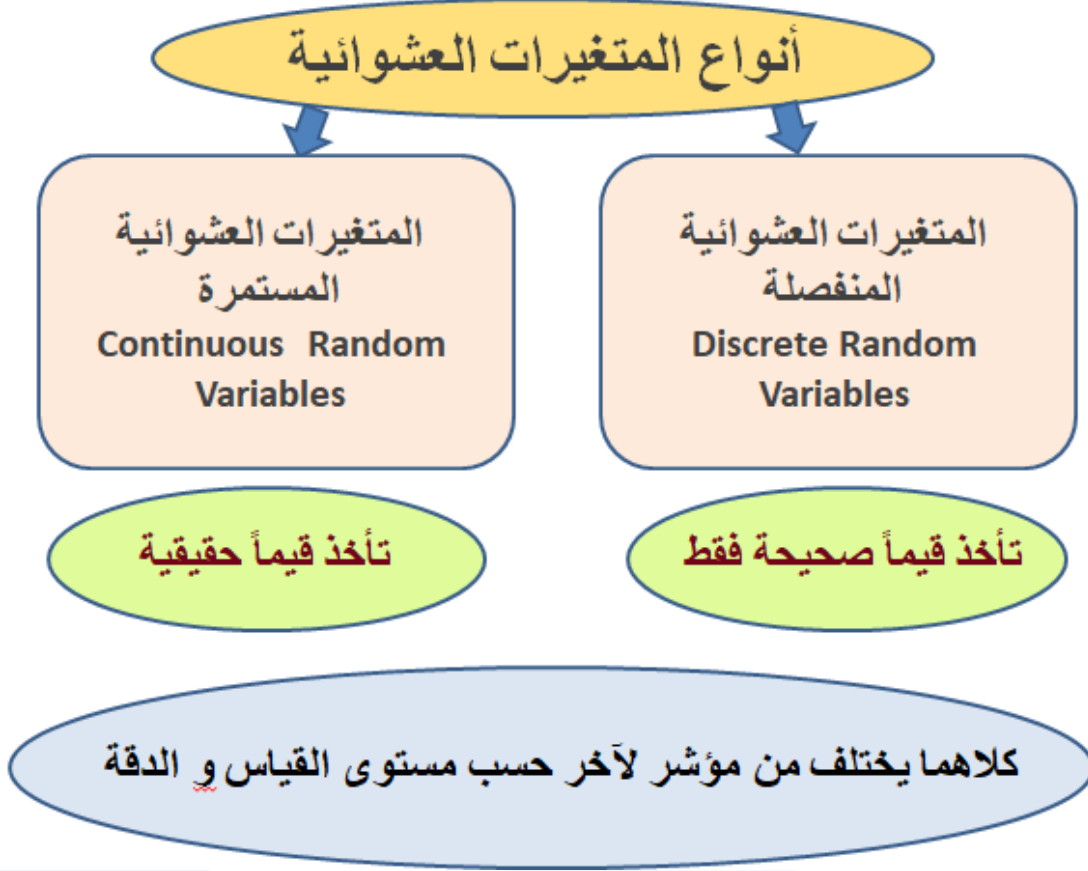 أنواع المتغيرات العشوائية
المتغيرات العشوائية
المنفصلة
Discrete Random
Variables
المتغيرات العشوائية
المستمرة
Continuous Random
Variables
تأخذ قيماً صحيحة فقط
تأخذ قيماً حقيقية
كلاهما يختلف من مؤشر لآخر حسب مستوى القياس و الدقة